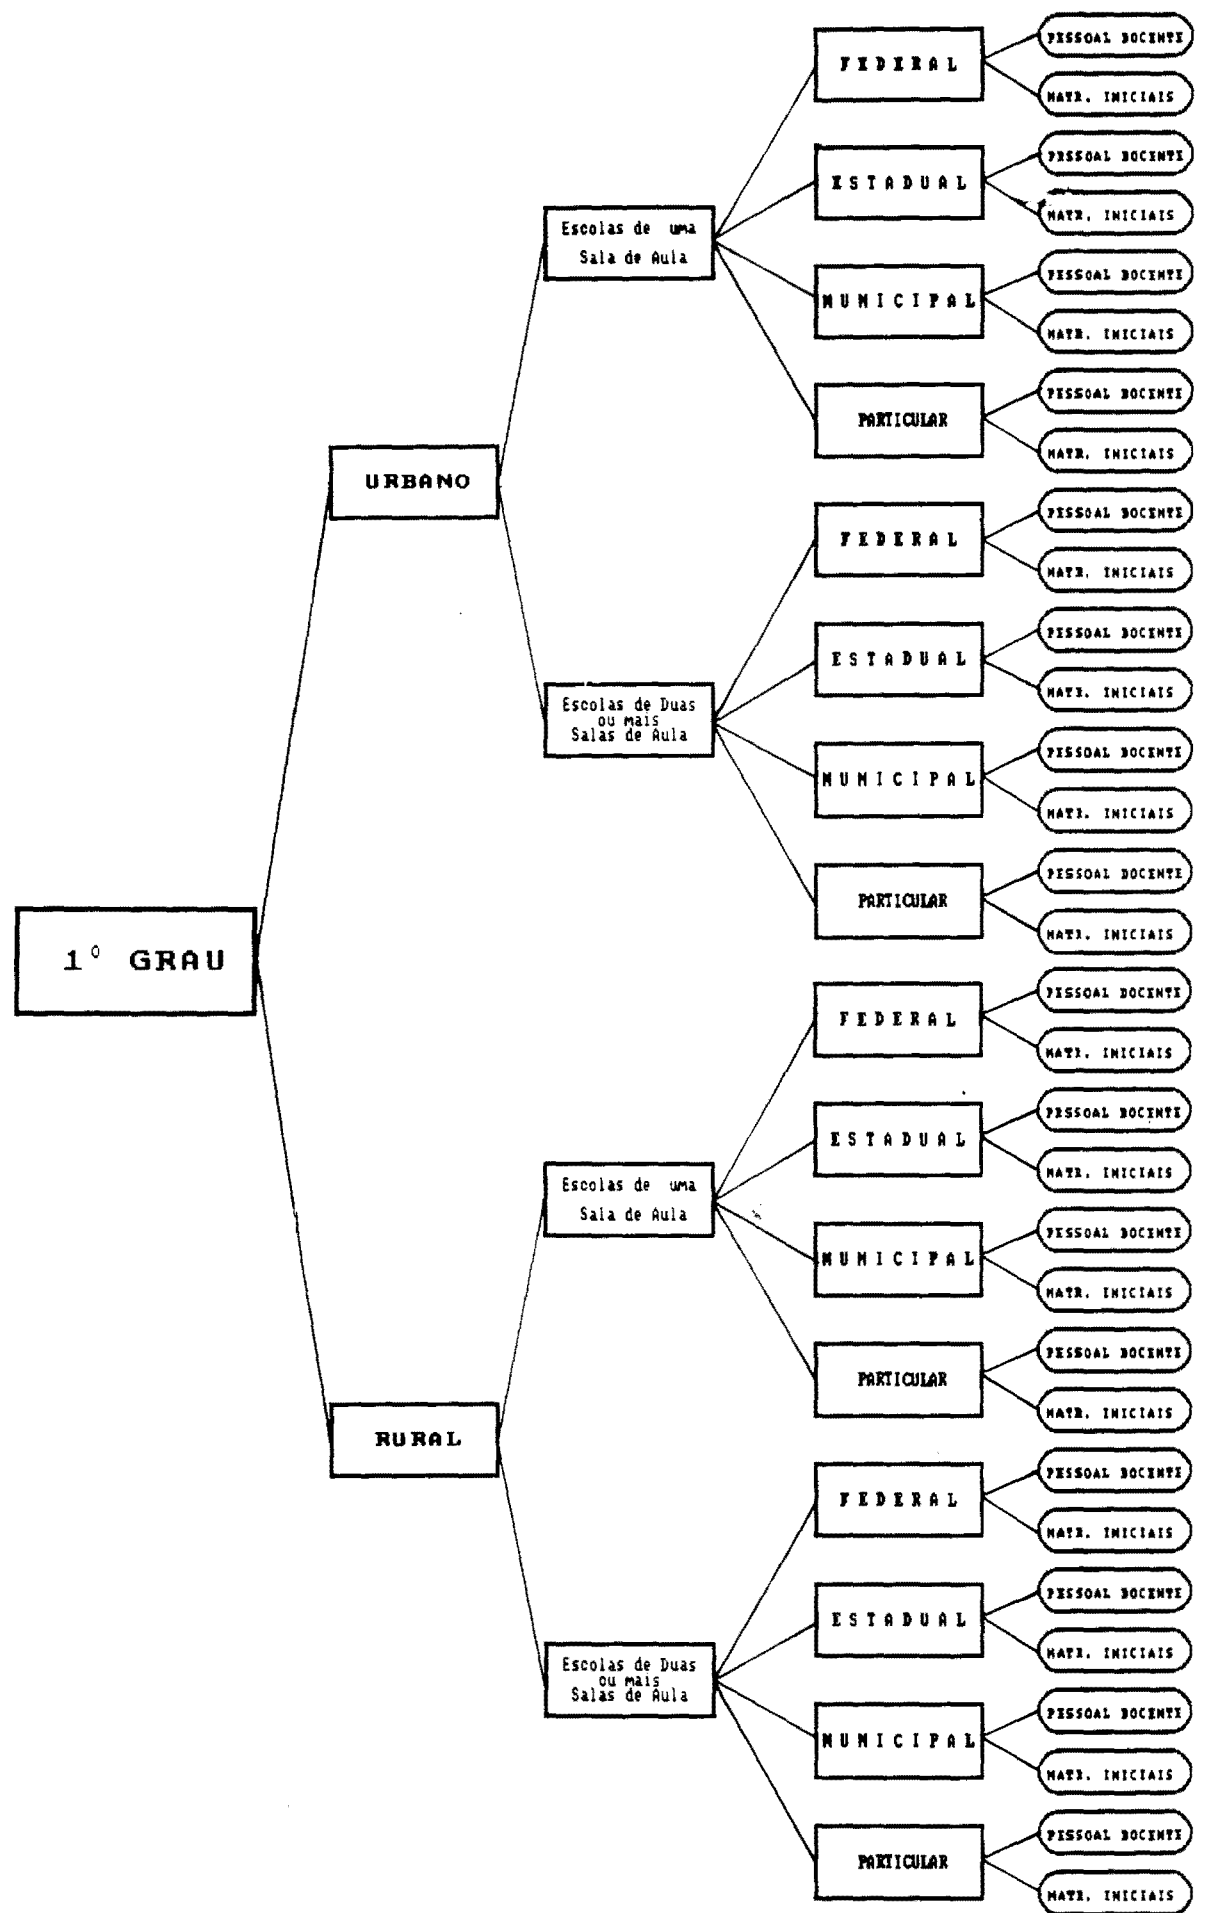 1º GRAU
URBANO
Escolas de uma
Sala de Aula
FEDERAL
PESSOAL DOCENTE
MATR. INICIAIS
ESTADUAL
PESSOAL DOCENTE
MATR. INICIAIS
MUNICIPAL
PESSOAL DOCENTE
MATR. INICIAIS
PARTICULAR
PESSOAL DOCENTE
MATR. INICIAIS
Escolas de Duas
ou mais
Salas de Aula
FEDERAL
PESSOAL DOCENTE
MATR. INICIAIS
ESTADUAL
PESSOAL DOCENTE
MATR. INICIAIS
MUNICIPAL
PESSOAL DOCENTE
MATR. INICIAIS
PARTICULAR
PESSOAL DOCENTE
MATR. INICIAIS
RURAL
Escolas de uma
Sala de Aula
FEDERAL
PESSOAL DOCENTE
MATR. INICIAIS
ESTADUAL
PESSOAL DOCENTE
MATR. INICIAIS
MUNICIPAL
PESSOAL DOCENTE
MATR. INICIAIS
PARTICULAR
PESSOAL DOCENTE
MATR. INICIAIS
Escolas de Duas
ou mais
Salas de Aula
FEDERAL
PESSOAL DOCENTE
MATR. INICIAIS
ESTADUAL
PESSOAL DOCENTE
MATR. INICIAIS
MUNICIPAL
PESSOAL DOCENTE
MATR. INICIAIS
PARTICULAR
PESSOAL DOCENTE
MATR. INICIAIS